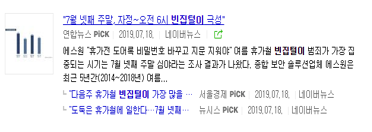 "7월 넷째 주말, 자정~오전 6시 빈집털이 극성"
연합뉴스 PiCK | 2019.07.18. | 네이버뉴스
에스원 "휴가전 도어록 비밀번호 바꾸고 지문 지워야" 여름 휴가철 빈집털이 범죄가 가장 집
중되는 시기는 7월 넷째 주말 심야라는 조사 결과가 나왔다. 종합 보안 솔루션업체 에스원은
최근 5년간(2014~2018년) 여름...
"다음주 휴가철 빈집털이 가장 많을 ... 서울경제 PiCK | 2019.07.18. | 네이버뉴스
"도둑은 휴가철에 일한다…7월 넷째... 뉴시스 PiCK | 2019.07.18. | 네이버뉴스